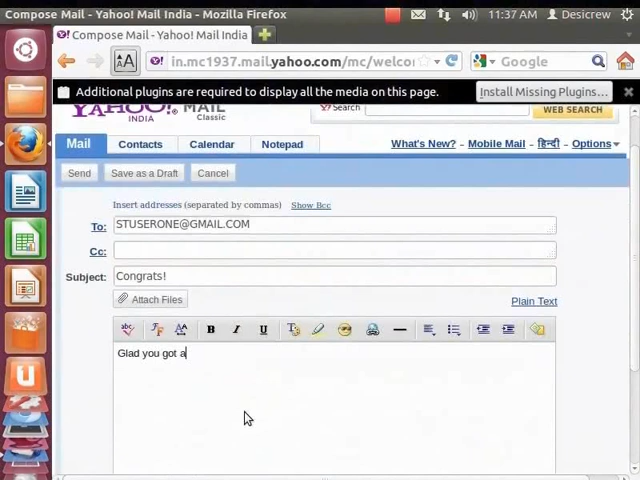 Compose Mail - Yahoo! Mail India - Mozilla Firefox 11:37 AM Desicrew
Compose Mail - Yahoo! Mail India
in.mc1937.mail.yahoo.com/mc/welco Google
Additional plugins are required to display all the media on this page. Install Missing Plugins...
YAHOO! MAIL
INDIA Classic
Search WEB SEARCH
Mail Contacts Calendar Notepad What's New? - Mobile Mail - हिन्दी - Options
Send Save as a Draft Cancel
Insert addresses (separated by commas) Show Bcc
To: STUSERONE@GMAIL.COM
Cc:
Subject: Congrats!
Attach Files Plain Text
B I U
Glad you got a